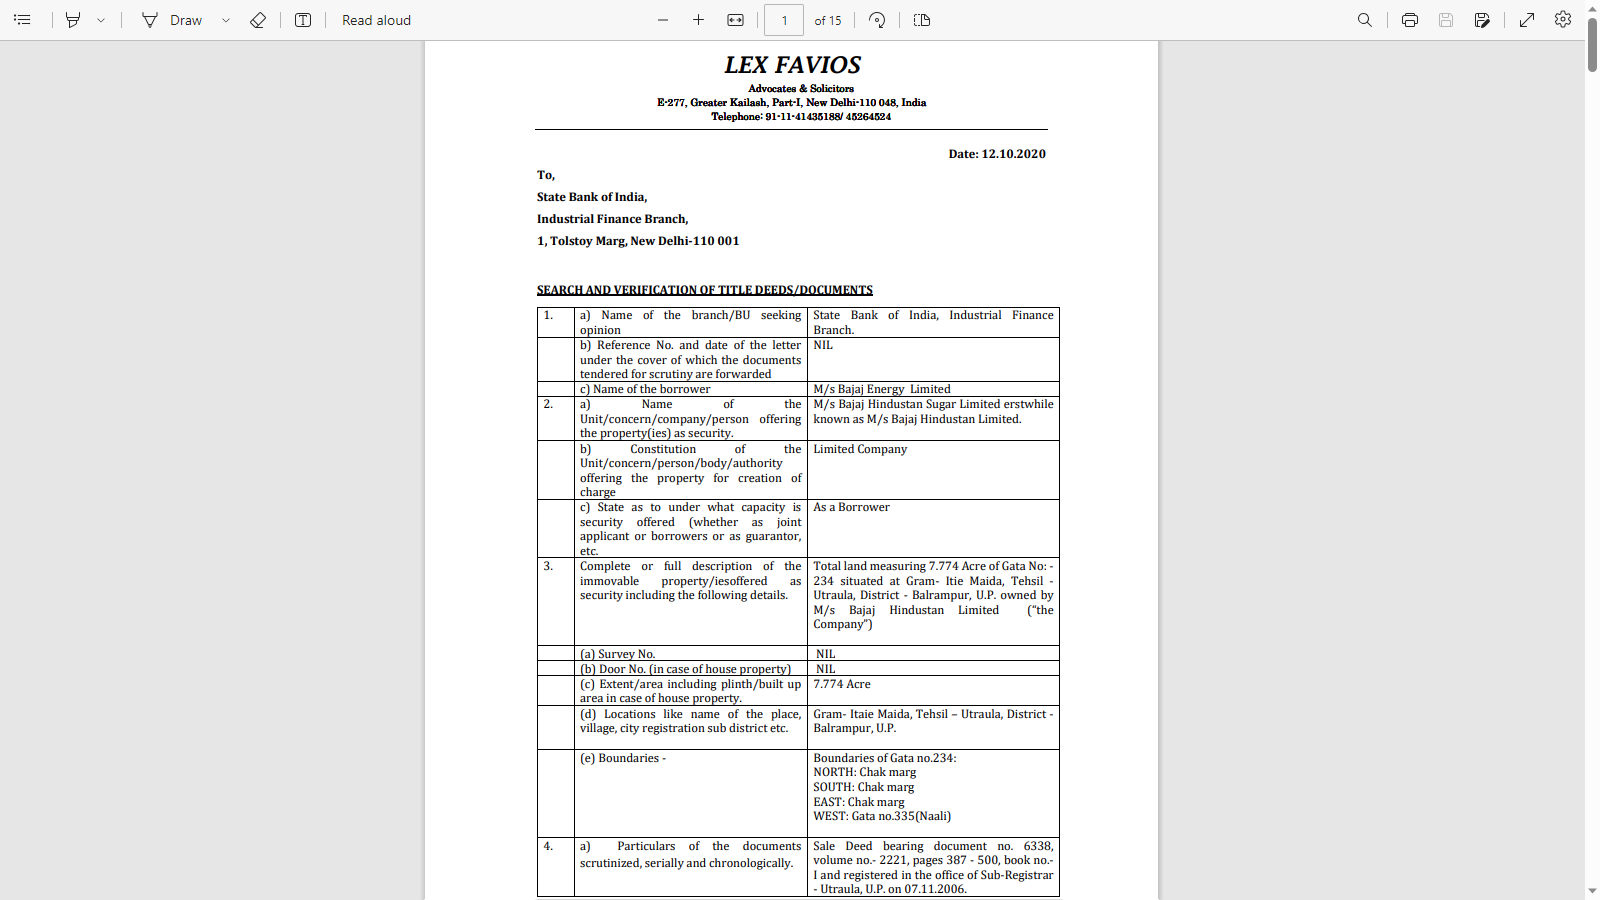 Draw
Read aloud
1
of 15
LEX FAVIOS
Advocates & Solicitors
E-277, Greater Kailash, Part-I, New Delhi-110 048, India
Telephone: 91-11-41435188/ 45264524
Date: 12.10.2020
To,
State Bank of India,
Industrial Finance Branch,
1, Tolstoy Marg, New Delhi-110 001
SEARCH AND VERIFICATION OF TITLE DEEDS/DOCUMENTS
1.
a) Name of the branch/BU seeking
opinion
State Bank of India, Industrial Finance
Branch.
b) Reference No. and date of the letter
under the cover of which the documents
tendered for scrutiny are forwarded
NIL
c) Name of the borrower
M/s Bajaj Energy Limited
2.
a) Name of the
Unit/concern/company/person offering
the property(ies) as security.
M/s Bajaj Hindustan Sugar Limited erstwhile
known as M/s Bajaj Hindustan Limited.
b) Constitution of the
Unit/concern/person/body/authority
offering the property for creation of
charge
Limited Company
c) State as to under what capacity is
security offered (whether as joint
applicant or borrowers or as guarantor,
etc.
As a Borrower
3.
Complete or full description of the
immovable property/iesoffered as
security including the following details.
Total land measuring 7.774 Acre of Gata No: -
234 situated at Gram- Itie Maida, Tehsil -
Utraula, District - Balrampur, U.P. owned by
M/s Bajaj Hindustan Limited (“the
Company”)
(a) Survey No.
NIL
(b) Door No. (in case of house property)
NIL
(c) Extent/area including plinth/built up
area in case of house property.
7.774 Acre
(d) Locations like name of the place,
village, city registration sub district etc.
Gram- Itaie Maida, Tehsil – Utraula, District -
Balrampur, U.P.
(e) Boundaries -
Boundaries of Gata no.234:
NORTH: Chak marg
SOUTH: Chak marg
EAST: Chak marg
WEST: Gata no.335(Naali)
4.
a) Particulars of the documents
scrutinized, serially and chronologically.
Sale Deed bearing document no. 6338,
volume no.- 2221, pages 387 - 500, book no.-
I and registered in the office of Sub-Registrar
- Utraula, U.P. on 07.11.2006.